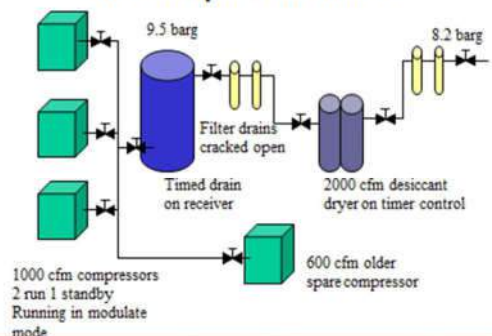 9.5 barg
8.2 barg
Filter drains
cracked open
Timed drain
on receiver
2000 cfm desiccant
dryer on timer control
1000 cfm compressors
2 run 1 standby
Running in modulate
mode
600 cfm older
spare compressor